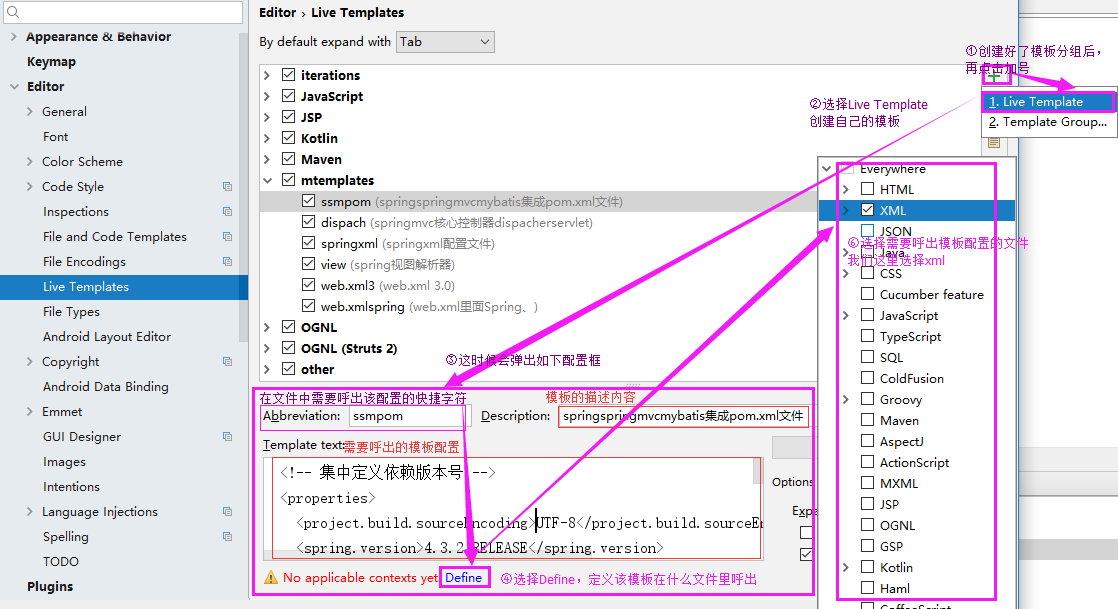 Editor › Live Templates
By default expand with Tab
Appearance & Behavior
Keymap
Editor
General
Font
Color Scheme
Code Style
Inspections
File and Code Templates
File Encodings
Live Templates
File Types
Android Layout Editor
Copyright
Android Data Binding
Emmet
GUI Designer
Images
Intentions
Language Injections
Spelling
TODO
Plugins
iterations
JavaScript
JSP
Kotlin
Maven
mtemplates
ssmpom (springspringmvcmybatis集成pom.xml文件)
dispach (springmvc核心控制器dispacherservlet)
springxml (springxml配置文件)
view (spring视图解析器)
web.xml3 (web.xml 3.0)
web.xmlspring (web.xml里面Spring、)
OGNL
OGNL (Struts 2)
other
①创建好了模板分组后，
再点击加号
1. Live Template
2. Template Group...
②选择Live Template
创建自己的模板
③这时候会弹出如下配置框
在文件中需要呼出该配置的快捷字符
模板的描述内容
Abbreviation: ssmpom
Description: springspringmvcmybatis集成pom.xml文件
Template text:
需要呼出的模板配置
<!-- 集中定义依赖版本号 -->
<properties>
<project.build.sourceEncoding>UTF-8</project.build.sourceEn
<spring.version>4.3.2.RELEASE</spring.version>
Options
Expa
No applicable contexts yet. Define
④选择Define，定义该模板在什么文件里呼出
Everywhere
HTML
XML
JSON
⑥选择需要呼出模板配置的文件
Java
我们这里选择xml
CSS
Cucumber feature
JavaScript
TypeScript
SQL
ColdFusion
Groovy
Maven
AspectJ
ActionScript
MXML
JSP
OGNL
GSP
Kotlin
Haml
CoffeeScript